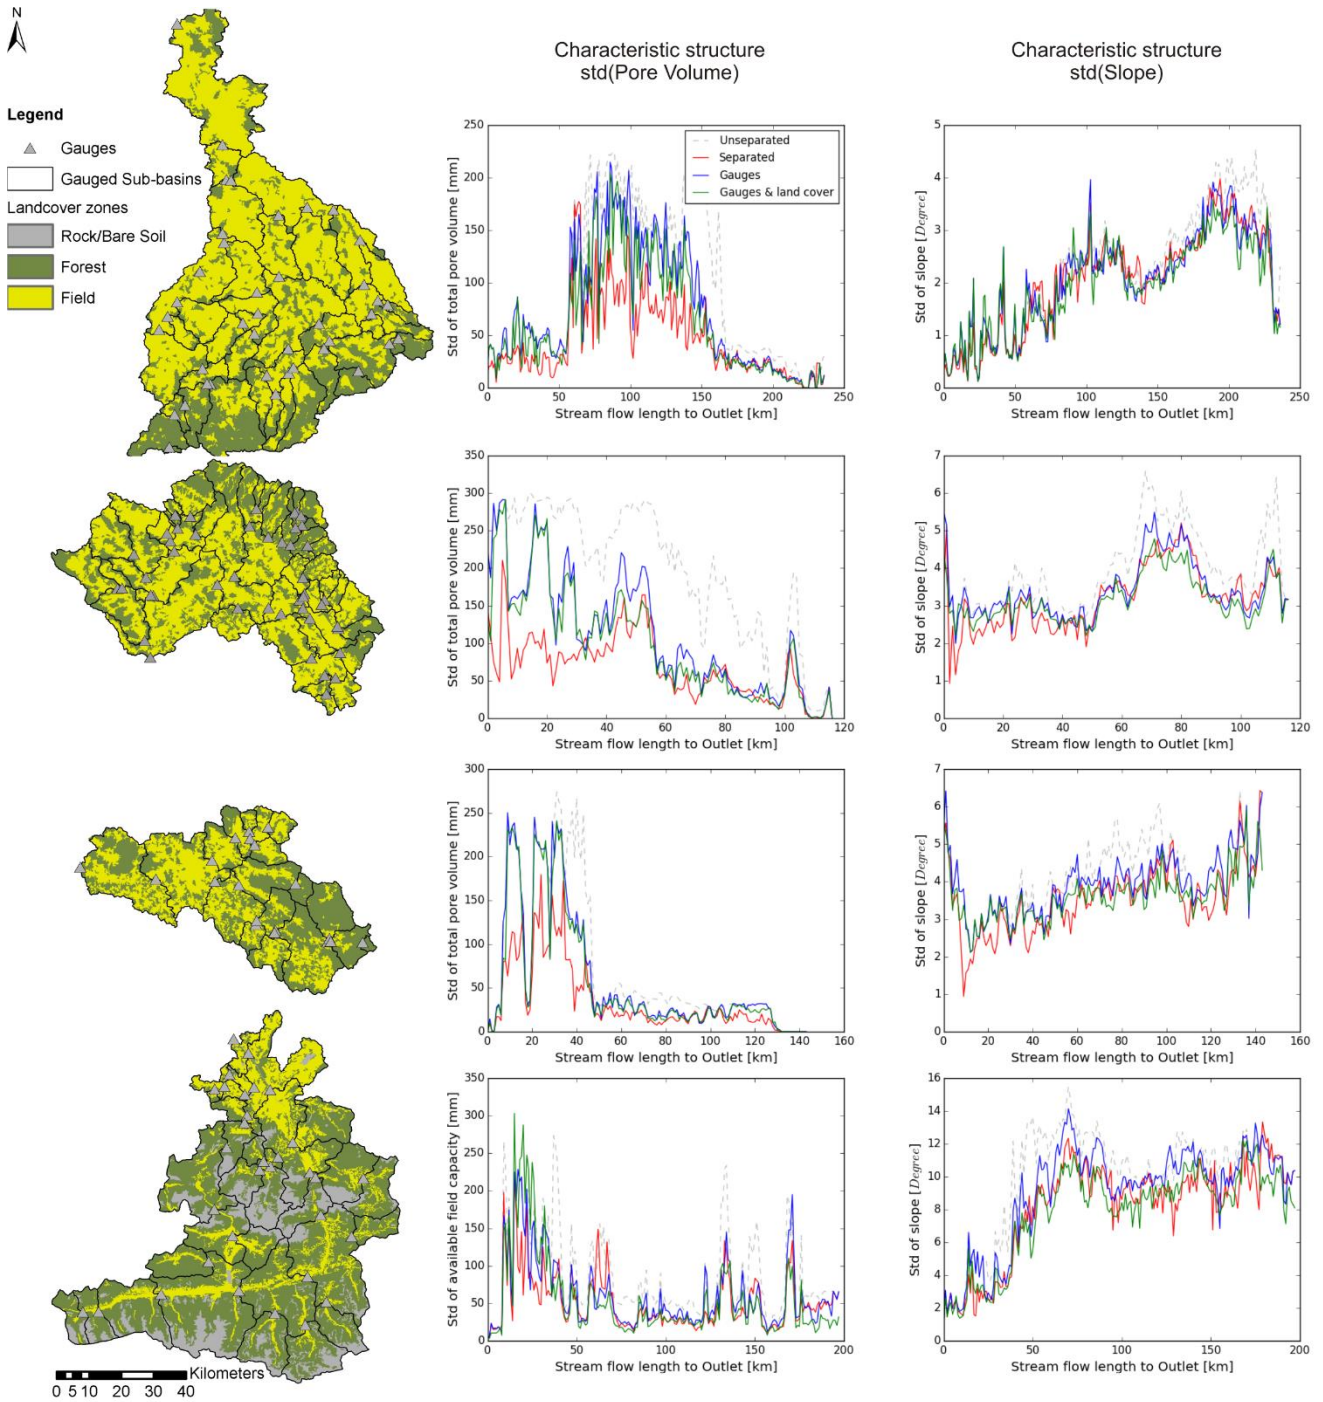 N
Legend
Gauges
Gauged Sub-basins
Landcover zones
Rock/Bare Soil
Forest
Field
Characteristic structure
std(Pore Volume)
Characteristic structure
std(Slope)
Std of total pore volume [mm]
250
200
150
100
50
0
Unseparated
Separated
Gauges
Gauges & land cover
0 50 100 150 200 250
Stream flow length to Outlet [km]
Std of slope [Degree]
5
4
3
2
1
0
0 50 100 150 200 250
Stream flow length to Outlet [km]
Std of total pore volume [mm]
350
300
250
200
150
100
50
0
0 20 40 60 80 100 120
Stream flow length to Outlet [km]
Std of slope [Degree]
7
6
5
4
3
2
1
0
0 20 40 60 80 100 120
Stream flow length to Outlet [km]
Std of total pore volume [mm]
300
250
200
150
100
50
0
0 20 40 60 80 100 120 140 160
Stream flow length to Outlet [km]
Std of slope [Degree]
7
6
5
4
3
2
1
0
0 20 40 60 80 100 120 140 160
Stream flow length to Outlet [km]
Std of available field capacity [mm]
350
300
250
200
150
100
50
0
0 50 100 150 200
Stream flow length to Outlet [km]
Std of slope [Degree]
16
14
12
10
8
6
4
2
0
0 50 100 150 200
Stream flow length to Outlet [km]
Kilometers
0 5 10 20 30 40